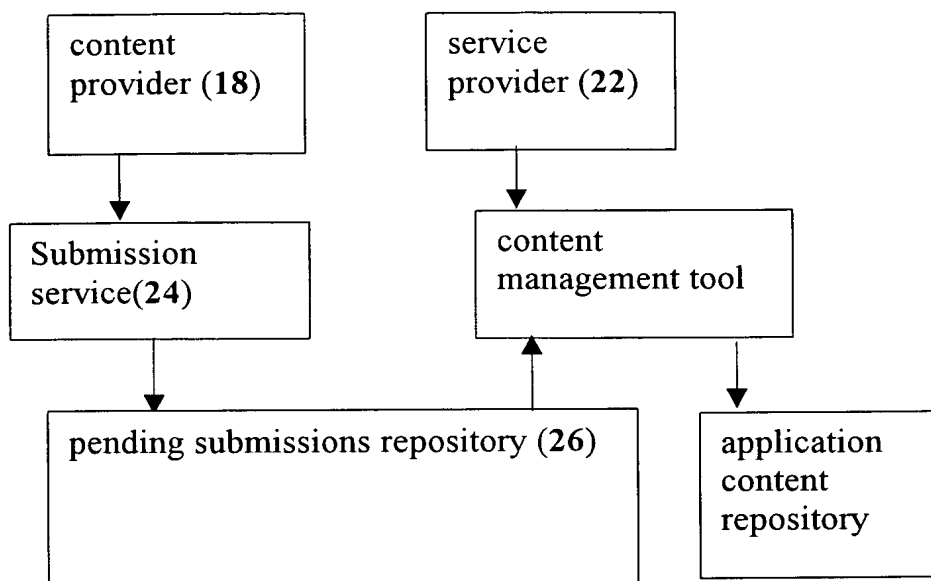 content
provider (18)
service
provider (22)
Submission
service(24)
content
management tool
pending submissions repository (26)
application
content
repository